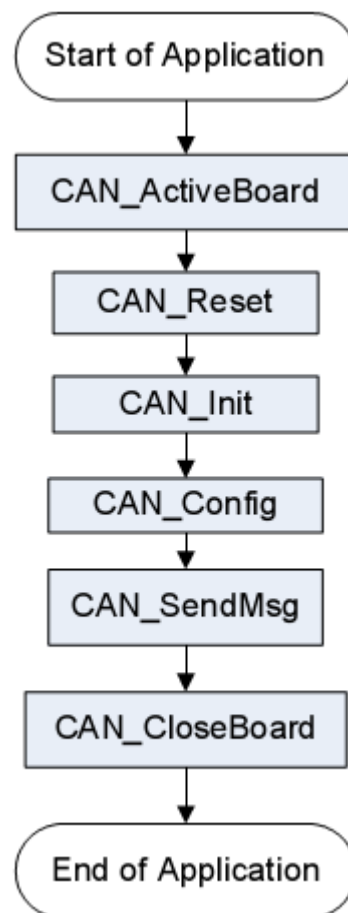 Start of Application
CAN_ActiveBoard
CAN_Reset
CAN_Init
CAN_Config
CAN_SendMsg
CAN_CloseBoard
End of Application